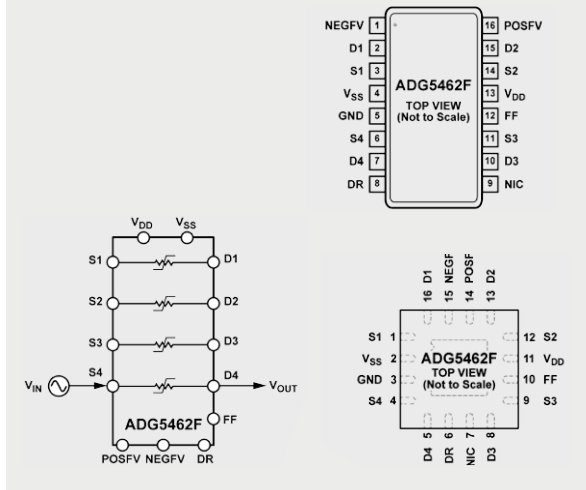 NEGFV 1
D1 2
S1 3
VSS 4
GND 5
S6 6
D4 7
DR 8
ADG5462F
TOP VIEW
(Not to Scale)
16 POSFV
15 D2
14 S2
13 VDD
12 FF
11 S3
10 D3
9 NIC
VDD VSS
S1 D1
S2 D2
S3 D3
S4 D4
VIN VOUT
FF
ADG5462F
POSFV NEGFV DR
16 D1
15 NEGF
14 POSF
13 D2
S1 1
VSS 2
GND 3
S4 4
ADG5462F
TOP VIEW
(Not to Scale)
12 S2
11 VDD
10 FF
9 S3
D4 5
DR 6
NIC 7
D3 8